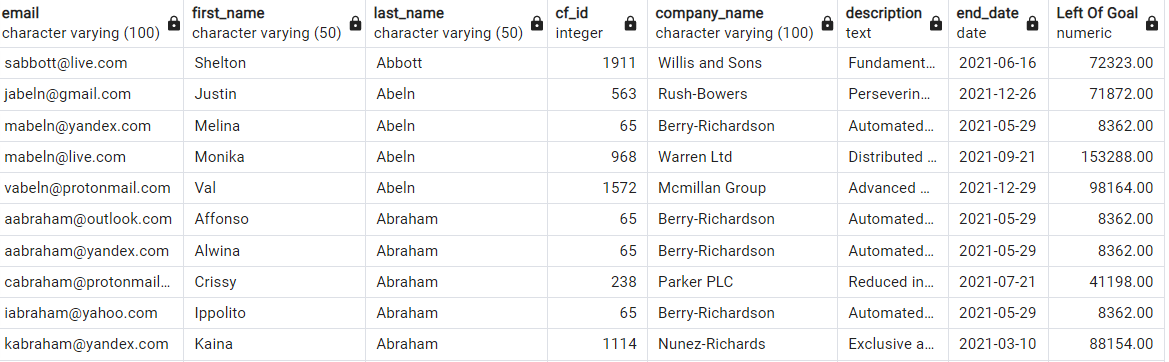 email first_name last_name cf_id company_name description end_date Left Of Goal
character varying (100) character varying (50) character varying (50) integer character varying (100) text date numeric
sabbott@live.com Shelton Abbott 1911 Willis and Sons Fundament… 2021-06-16 72323.00
jabeln@gmail.com Justin Abeln 563 Rush-Bowers Perseverin… 2021-12-26 71872.00
mabeln@yandex.com Melina Abeln 65 Berry-Richardson Automated… 2021-05-29 8362.00
mabeln@live.com Monika Abeln 968 Warren Ltd Distributed … 2021-09-21 153288.00
vabeln@protonmail.com Val Abeln 1572 Mcmillan Group Advanced … 2021-12-29 98164.00
aabraham@outlook.com Affonso Abraham 65 Berry-Richardson Automated… 2021-05-29 8362.00
aabraham@yandex.com Alwina Abraham 65 Berry-Richardson Automated… 2021-05-29 8362.00
cabraham@protonmail… Crissy Abraham 238 Parker PLC Reduced in… 2021-07-21 41198.00
iabraham@yahoo.com Ippolito Abraham 65 Berry-Richardson Automated… 2021-05-29 8362.00
kabraham@yandex.com Kaina Abraham 1114 Nunez-Richards Exclusive a… 2021-03-10 88154.00